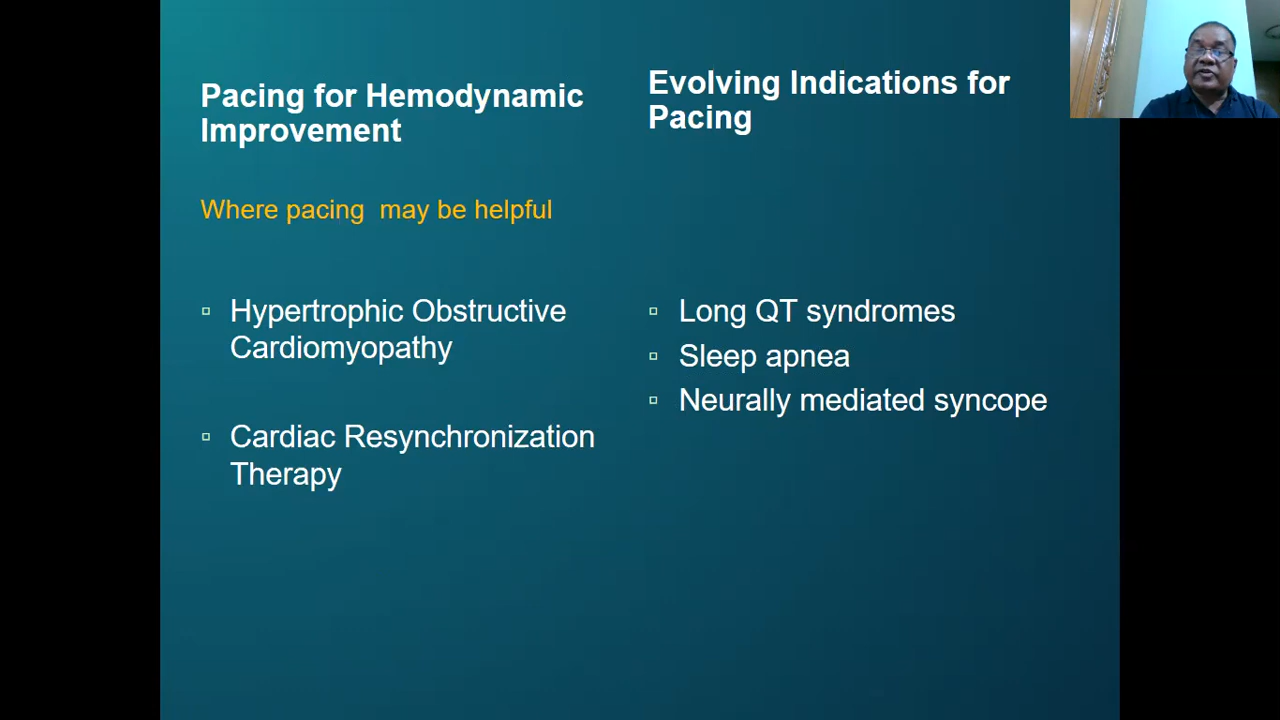 Pacing for Hemodynamic
Improvement
Where pacing  may be helpful
▫ Hypertrophic Obstructive
Cardiomyopathy
▫ Cardiac Resynchronization
Therapy
Evolving Indications for
Pacing
▫ Long QT syndromes
▫ Sleep apnea
▫ Neurally mediated syncope